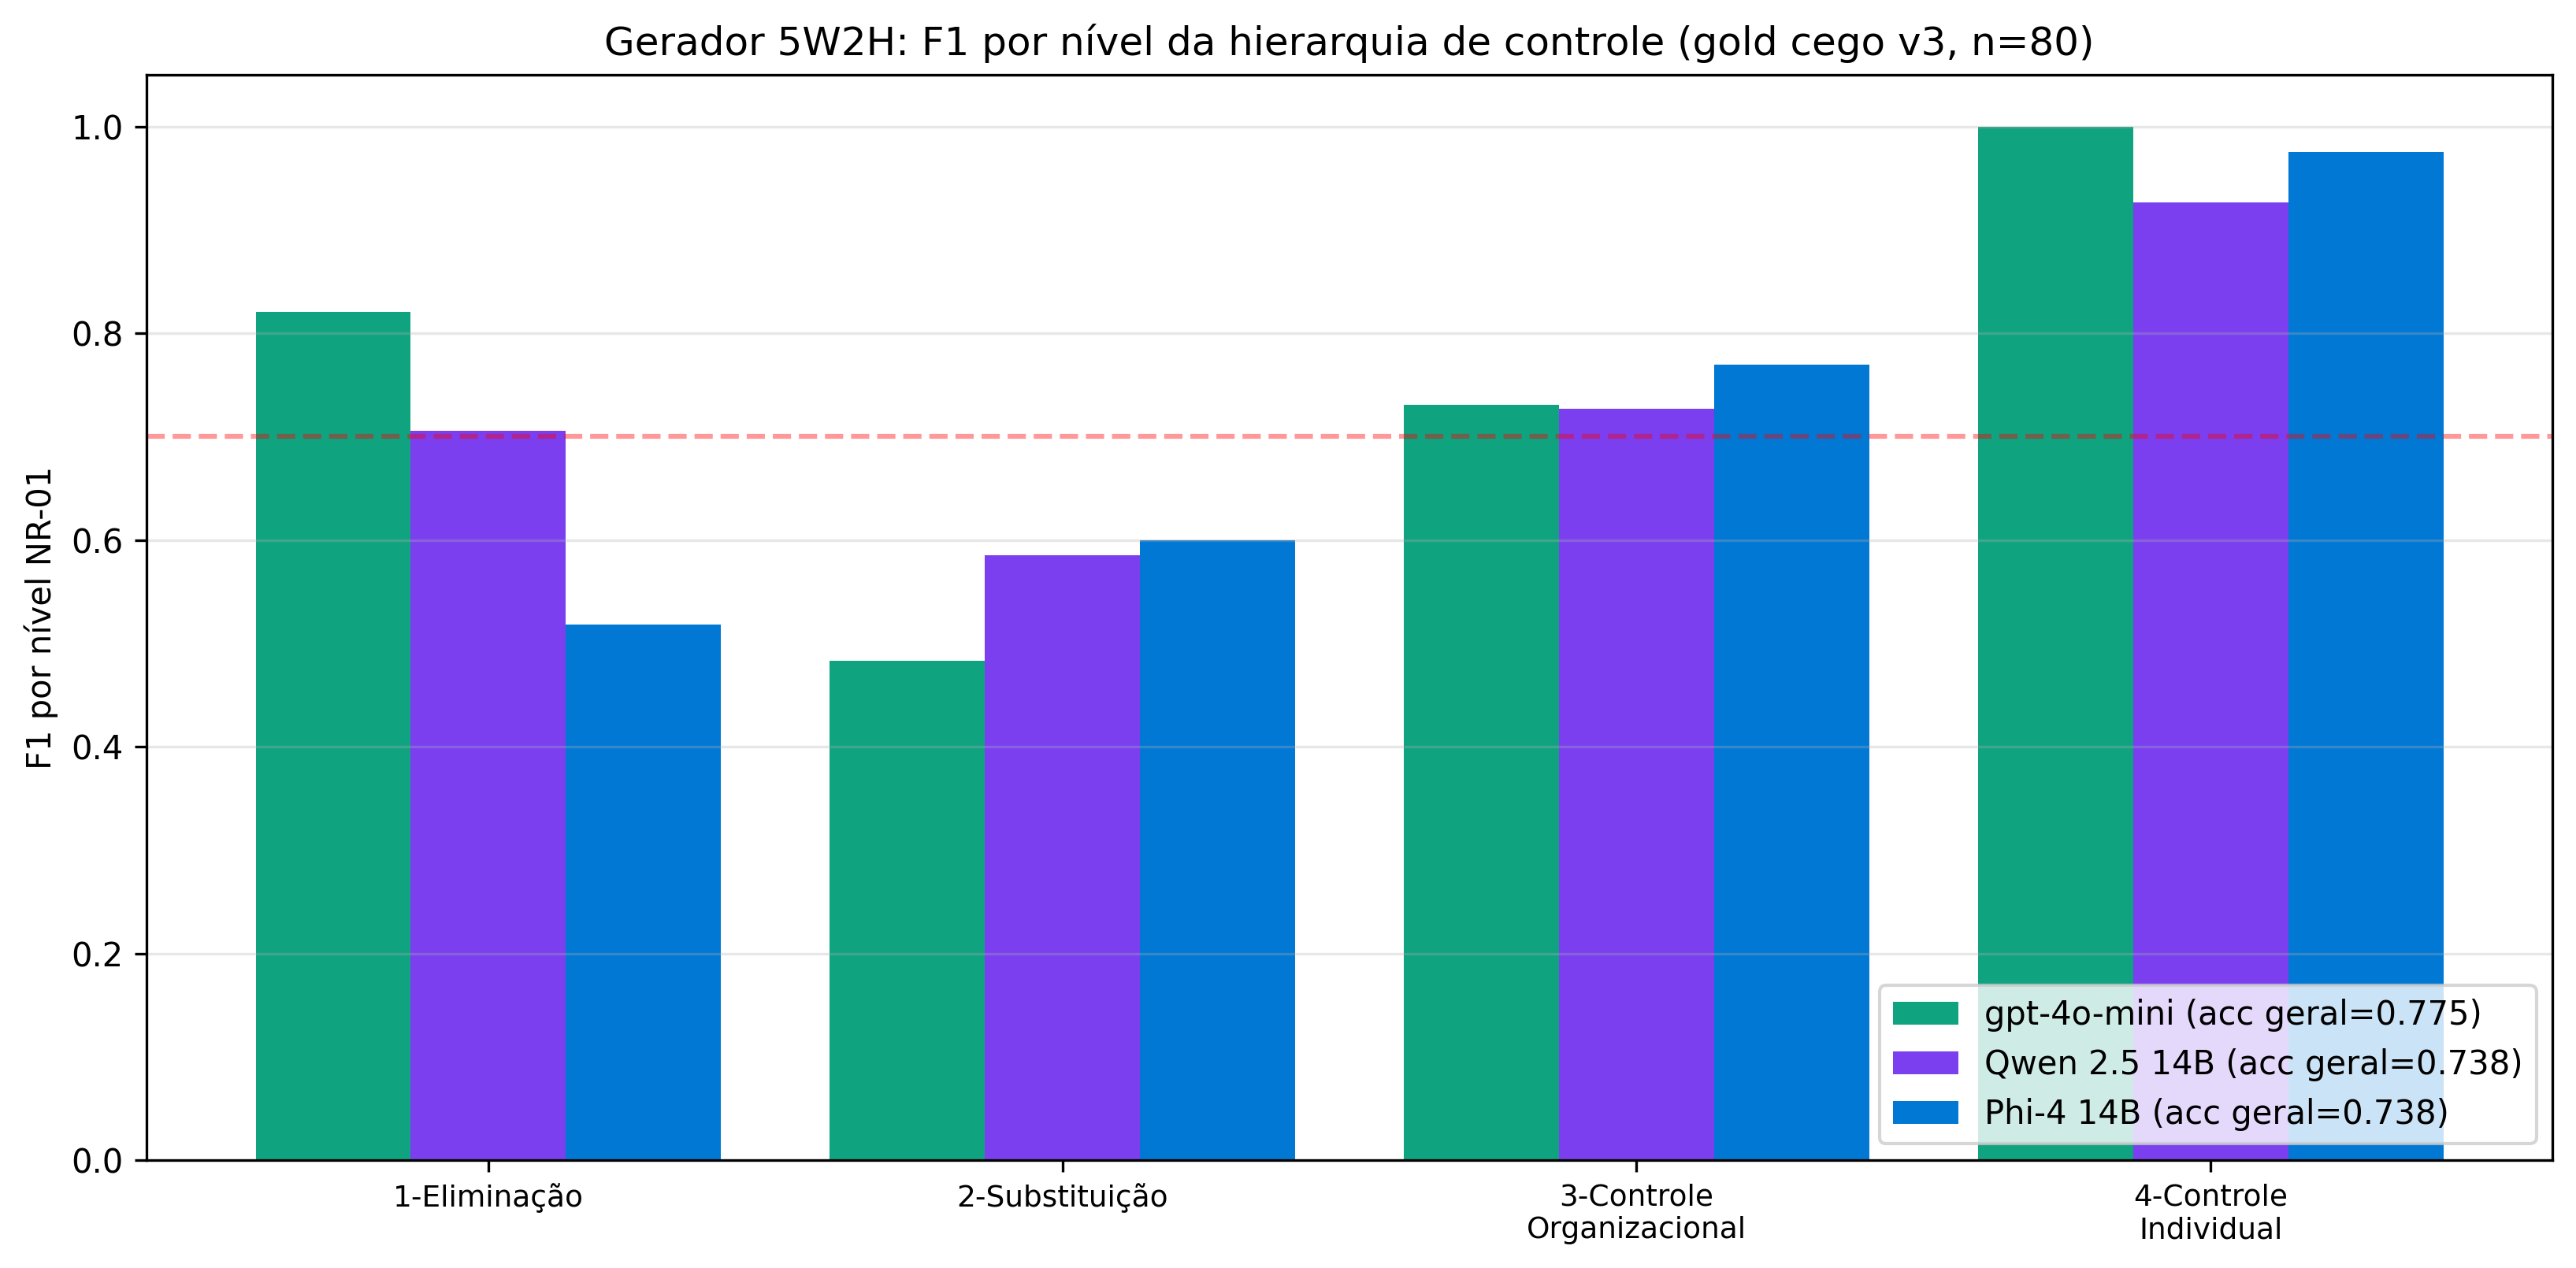 Gerador 5W2H: F1 por nível da hierarquia de controle (gold cego v3, n=80)
F1 por nível NR-01
1.0
0.8
0.6
0.4
0.2
0.0
1-Eliminação
2-Substituição
3-Controle
Organizacional
4-Controle
Individual
gpt-4o-mini (acc geral=0.775)
Qwen 2.5 14B (acc geral=0.738)
Phi-4 14B (acc geral=0.738)